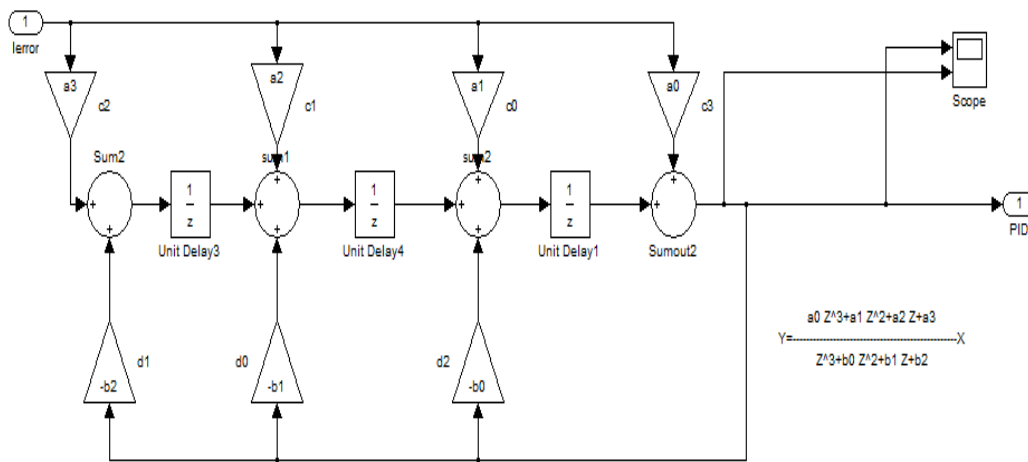 1
Ierror
a3
c2
a2
c1
a1
c0
a0
c3
Scope
Sum2
sum1
sum2
+
+
+
+
+
+
+
+
+
+
+
1
z
1
z
1
z
1
PID
Unit Delay3
Unit Delay4
Unit Delay1
Sumout2
-b2
d1
-b1
d0
-b0
d2
a0 Z^3+a1 Z^2+a2 Z+a3
Y=---------------------------------------------------X
Z^3+b0 Z^2+b1 Z+b2